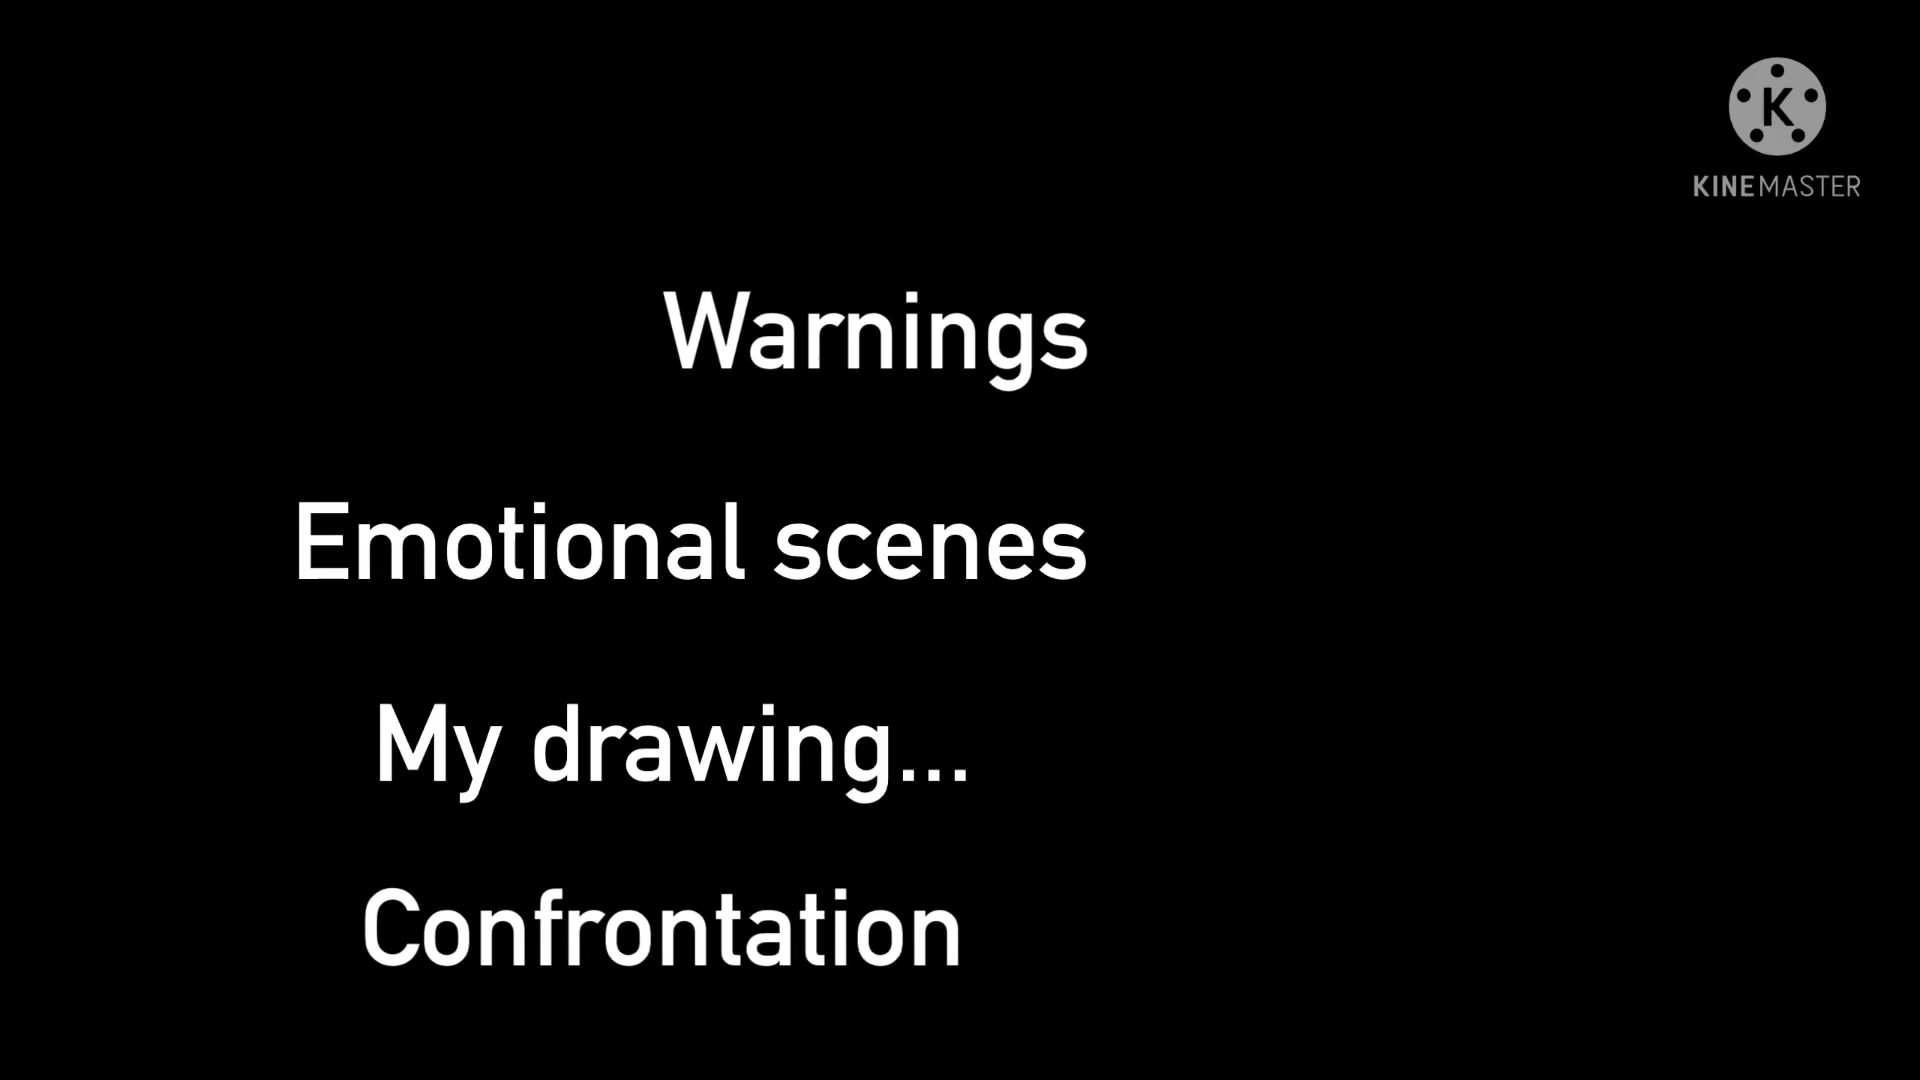 K
KINEMASTER
Warnings
Emotional scenes
My drawing...
Confrontation